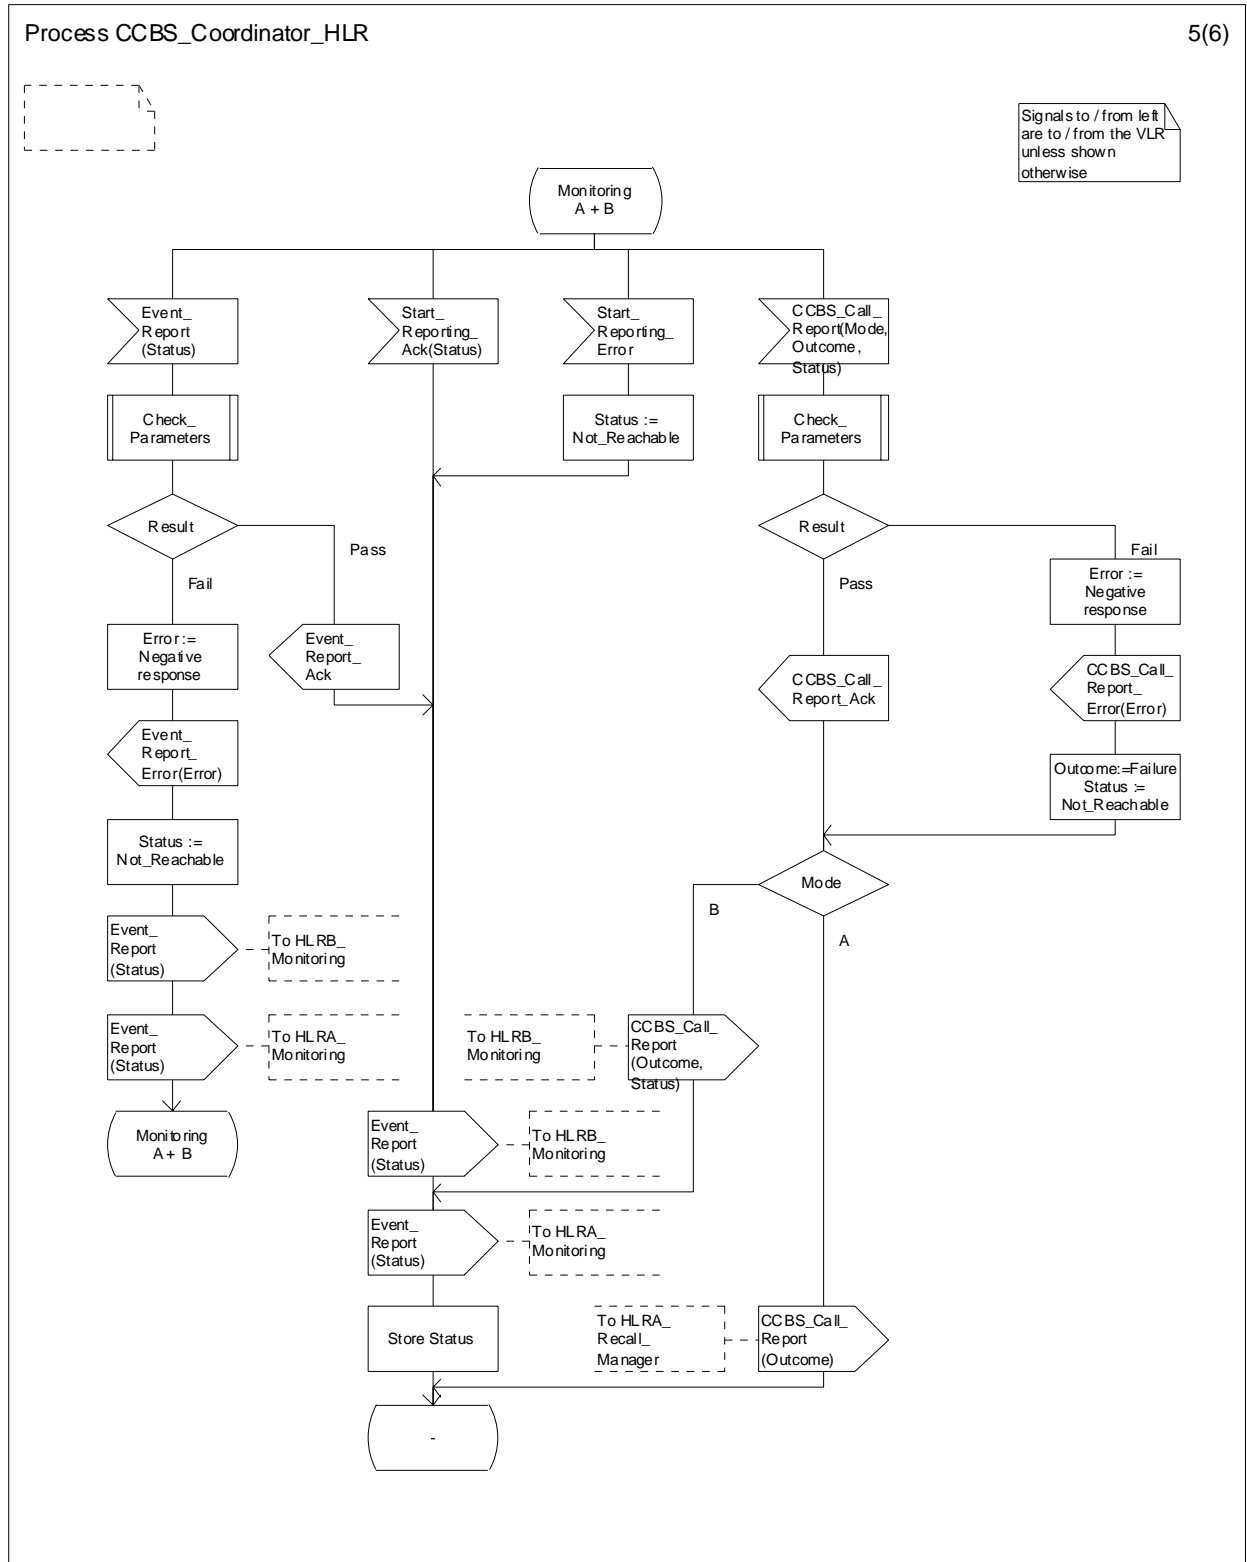 Process CCBS_Coordinator_HLR
5(6)
Signals to / from left
are to / from the VLR
unless shown
otherwise
Monitoring
A + B
Event_
Report
(Status)
Start_
Reporting_
Ack(Status)
Start_
Reporting_
Error
CCBS_Call_
Report(Mode,
Outcome,
Status)
Check_
Parameters
Status :=
Not_Reachable
Check_
Parameters
Result
Pass
Fail
Result
Pass
Fail
Error :=
Negative
response
Error :=
Negative
response
Event_
Report_
Ack
CCBS_Call_
Report_Ack
CCBS_Call_
Report_
Error(Error)
Event_
Report_
Error(Error)
Outcome:=Failure
Status :=
Not_Reachable
Status :=
Not_Reachable
Mode
B
A
Event_
Report
(Status)
To HLRB_
Monitoring
Event_
Report
(Status)
To HLRA_
Monitoring
To HLRB_
Monitoring
CCBS_Call_
Report
(Outcome,
Status)
Monitoring
A + B
Event_
Report
(Status)
To HLRB_
Monitoring
Event_
Report
(Status)
To HLRA_
Monitoring
Store Status
To HLRA_
Recall_
Manager
CCBS_Call_
Report
(Outcome)
-